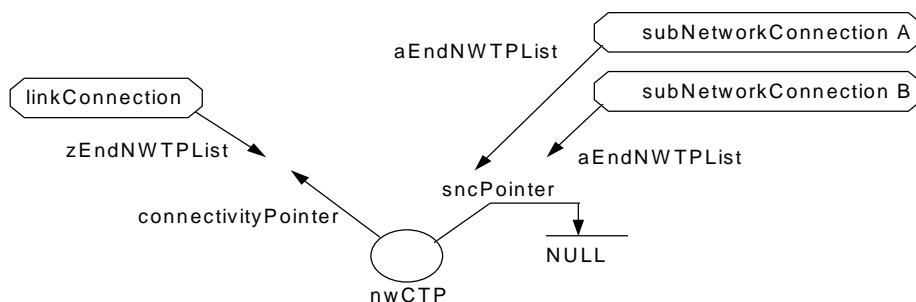 subNetworkConnection A
aEndNWTPList
linkConnection
subNetworkConnection B
zEndNWTPList
aEndNWTPList
sncPointer
connectivityPointer
NULL
nwCTP